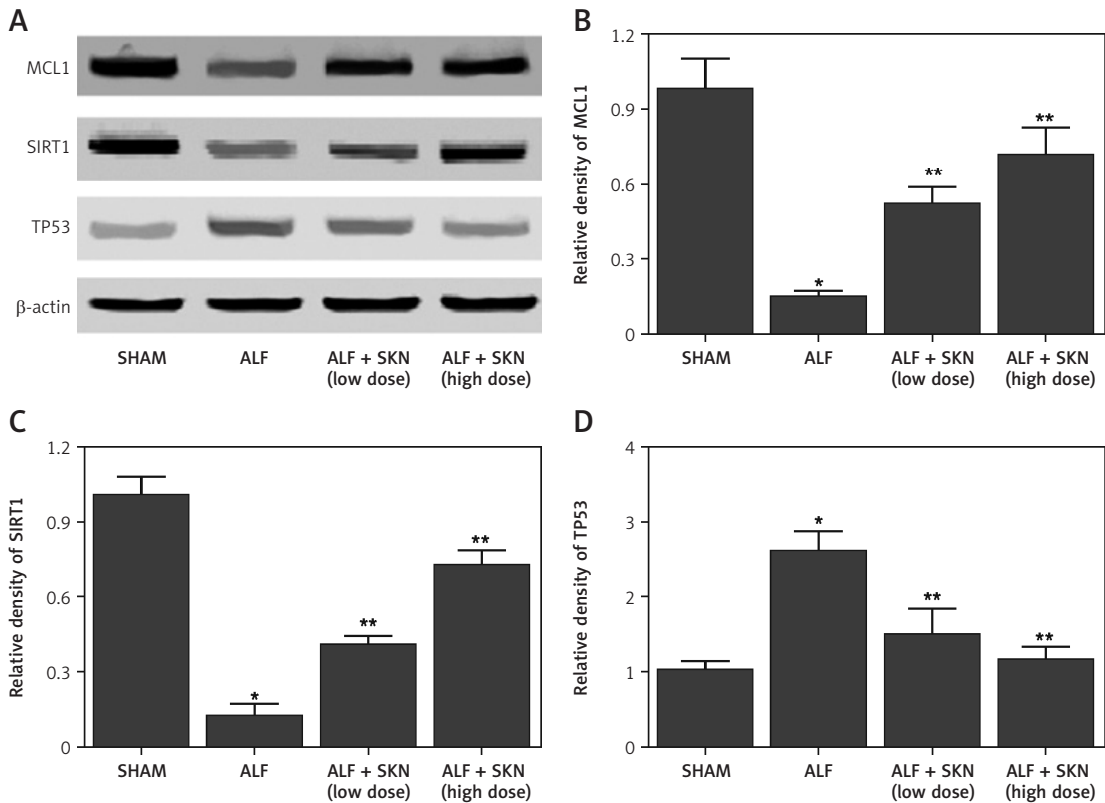 A
MCL1
SIRT1
TP53
β-actin
SHAM ALF ALF + SKN ALF + SKN
(low dose) (high dose)
B
Relative density of MCL1
1.2
0.9
0.6
0.3
0
*
**
**
SHAM ALF ALF + SKN ALF + SKN
(low dose) (high dose)
C
Relative density of SIRT1
1.2
0.9
0.6
0.3
0
*
**
**
SHAM ALF ALF + SKN ALF + SKN
(low dose) (high dose)
D
Relative density of TP53
4
3
2
1
0
*
**
**
SHAM ALF ALF + SKN ALF + SKN
(low dose) (high dose)